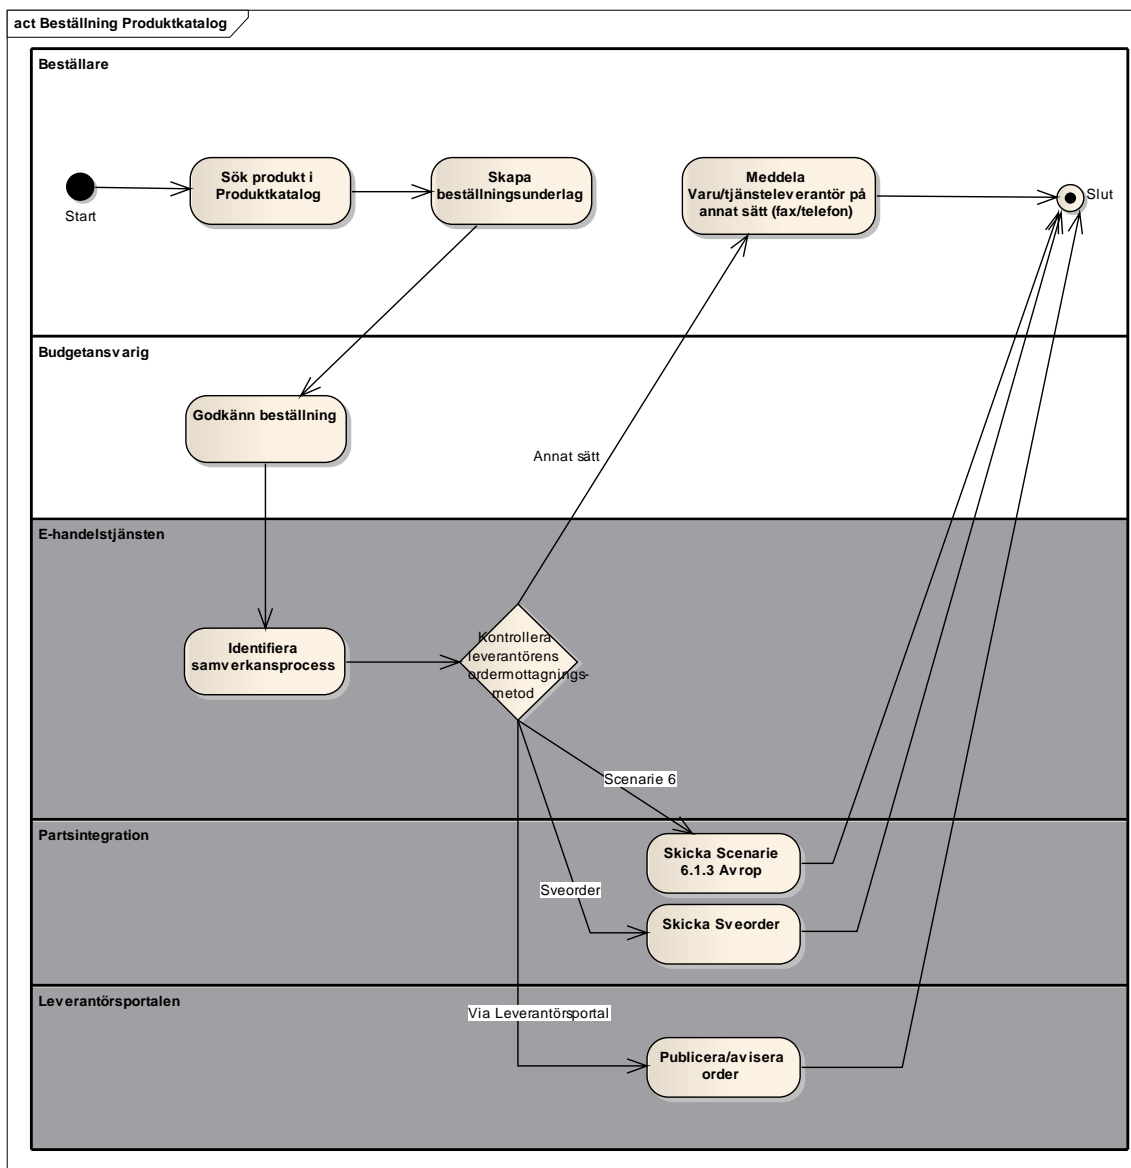 act Beställning Produktkatalog
Beställare
Start
Sök produkt i
Produktkatalog
Skapa
beställningsunderlag
Meddela
Varu/tjänsteleverantör på
annat sätt (fax/telefon)
Slut
Budgetansvarig
Godkänn beställning
Annat sätt
E-handelstjänsten
Identifiera
samverkansprocess
Kontrollera
leverantörens
ordermottagnings-
metod
Scenarie 6
Partsintegration
Skicka Scenarie
6.1.3 Avrop
Sveorder
Skicka Sveorder
Leverantörsportalen
Via Leverantörsportal
Publicera/avisera
order